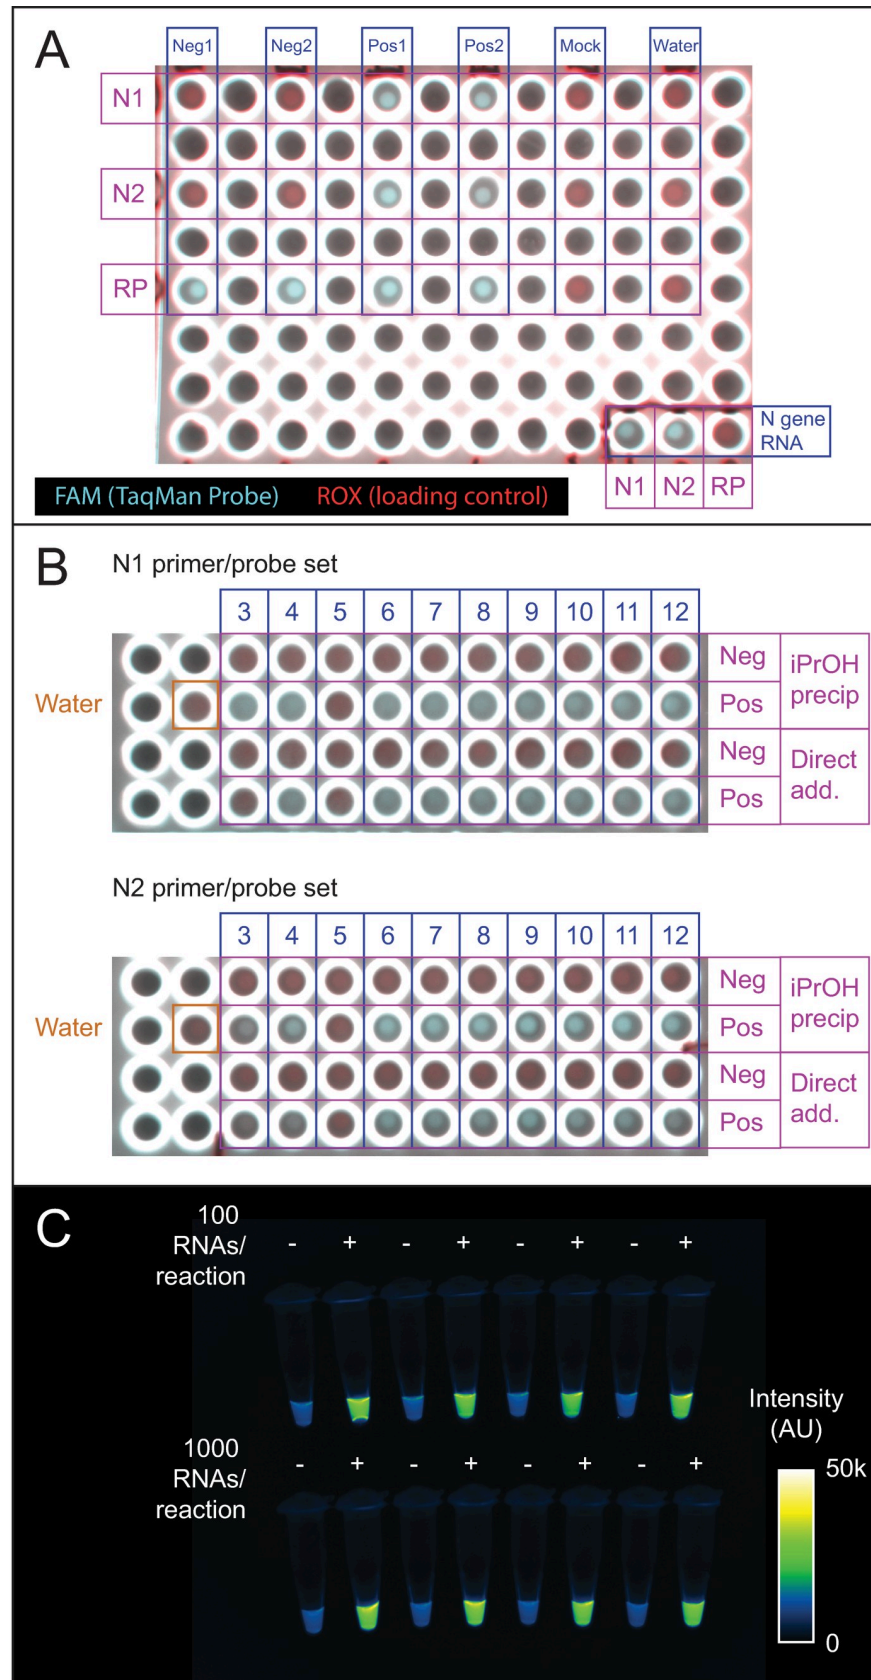 A
Neg1 Neg2 Pos1 Pos2 Mock Water
N1
N2
RP
N gene
RNA
N1 N2 RP
FAM (TaqMan Probe) ROX (loading control)
B
N1 primer/probe set
3 4 5 6 7 8 9 10 11 12
Neg
iPrOH
precip
Water
Pos
Neg
Direct
add.
Pos
N2 primer/probe set
3 4 5 6 7 8 9 10 11 12
Neg
iPrOH
precip
Water
Pos
Neg
Direct
add.
Pos
C
100
RNAs/
reaction
- + - + - + - +
1000
RNAs/
reaction
- + - + - + - +
Intensity
(AU)
50k
0